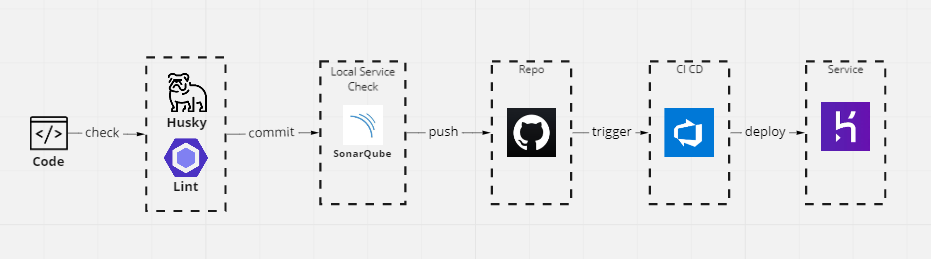 Code
check
Husky
Lint
commit
Local Service
Check
SonarQube
push
Repo
trigger
CI CD
deploy
Service